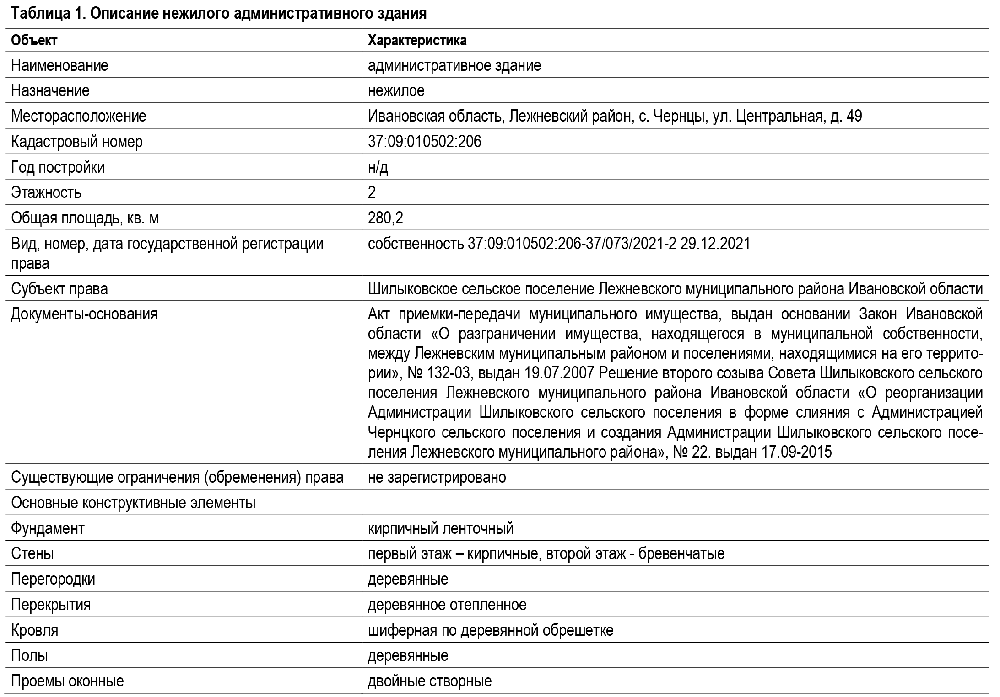 Таблица 1. Описание нежилого административного здания
Объект Характеристика
Наименование административное здание
Назначение нежилое
Месторасположение Ивановская область, Лежневский район, с. Чернцы, ул. Центральная, д. 49
Кадастровый номер 37:09:010502:206
Год постройки н/д
Этажность 2
Общая площадь, кв. м 280,2
Вид, номер, дата государственной регистрации собственность 37:09:010502:206-37/073/2021-2 29.12.2021
права
Субъект права Шилыковское сельское поселение Лежневского муниципального района Ивановской области
Документы-основания Акт приемки-передачи муниципального имущества, выдан основании Закон Ивановской
области «О разграничении имущества, находящегося в муниципальной собственности,
между Лежневским муниципальным районом и поселениями, находящимися на его террито-
рии», № 132-03, выдан 19.07.2007 Решение второго созыва Совета Шилыковского сельского
поселения Лежневского муниципального района Ивановской области «О реорганизации
Администрации Шилыковского сельского поселения в форме слияния с Администрацией
Чернцкого сельского поселения и создания Администрации Шилыковского сельского посе-
ления Лежневского муниципального района», № 22. выдан 17.09-2015
Существующие ограничения (обременения) права не зарегистрировано
Основные конструктивные элементы
Фундамент кирпичный ленточный
Стены первый этаж – кирпичные, второй этаж - бревенчатые
Перегородки деревянные
Перекрытия деревянное отепленное
Кровля шиферная по деревянной обрешетке
Полы деревянные
Проемы оконные двойные створные